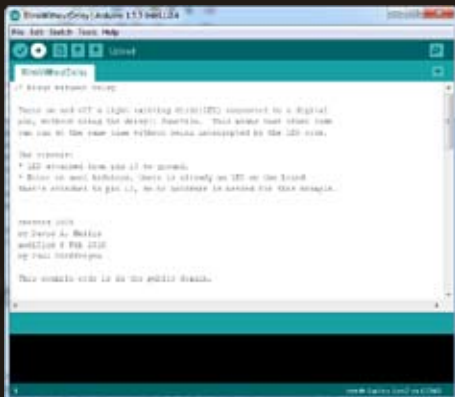 BlinkWithoutDelay | Arduino 1.5.5
File Edit Sketch Tools Help
Upload
BlinkWithoutDelay
/* Blink without Delay
Turns on and off a light emitting diode(LED) connected to a digital
pin, without using the delay() function. This means that other code
can run at the same time without being interrupted by the LED code.
The circuit:
* LED attached from pin 13 to ground.
* Note: on most Arduinos, there is already an LED on the board
that's attached to pin 13, so no hardware is needed for this example.
created 2005
by David A. Mellis
modified 8 Feb 2010
by Paul Stoffregen
This example code is in the public domain.